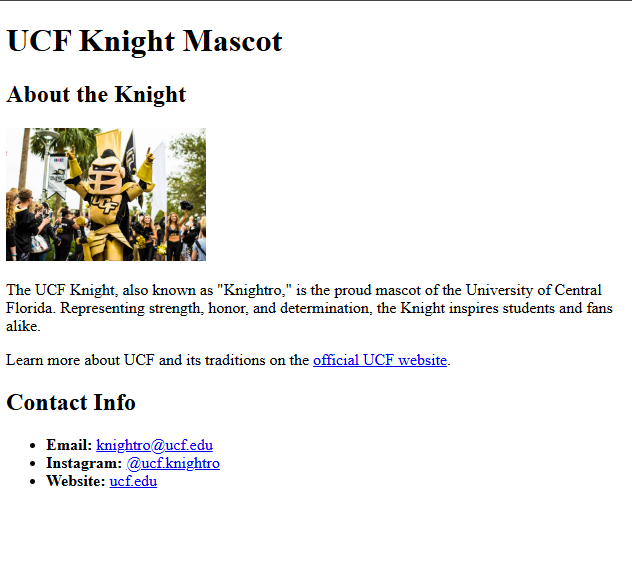 UCF Knight Mascot
About the Knight
UCF
The UCF Knight, also known as "Knightro," is the proud mascot of the University of Central
Florida. Representing strength, honor, and determination, the Knight inspires students and fans
alike.
Learn more about UCF and its traditions on the official UCF website.
Contact Info
Email: knightro@ucf.edu
Instagram: @ucf.knightro
Website: ucf.edu